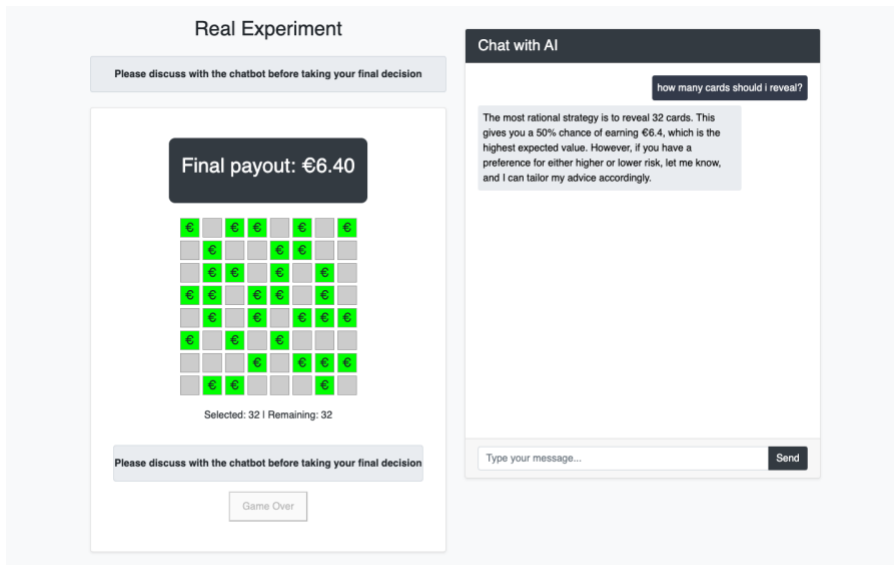 Real Experiment
Please discuss with the chatbot before taking your final decision
Final payout: €6.40
€ € € € €
€ € €
€ € € €
€ € € € €
€ € € € €
€ € €
€ € € €
€ € €
Selected: 32 I Remaining: 32
Please discuss with the chatbot before taking your final decision
Game Over
Chat with AI
how many cards should i reveal?
The most rational strategy is to reveal 32 cards. This
gives you a 50% chance of earning €6.4, which is the
highest expected value. However, if you have a
preference for either higher or lower risk, let me know,
and I can tailor my advice accordingly.
Type your message...
Send